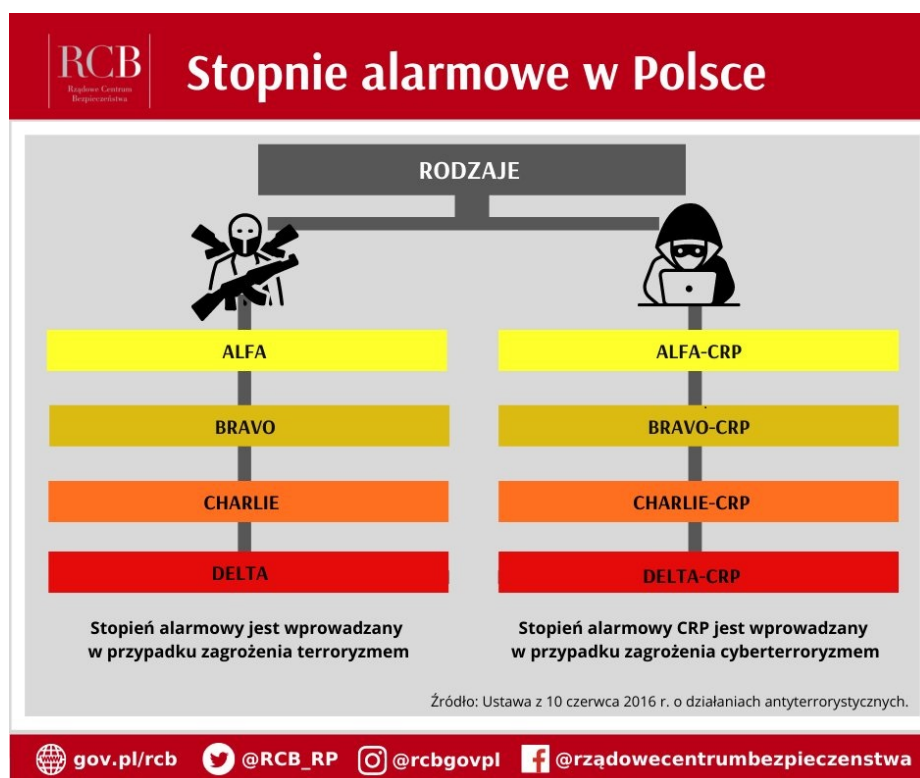 RCB
Rządowe Centrum
Bezpieczeństwa
Stopnie alarmowe w Polsce
RODZAJE
ALFA
BRAVO
CHARLIE
DELTA
Stopień alarmowy jest wprowadzany
w przypadku zagrożenia terroryzmem
ALFA-CRP
BRAVO-CRP
CHARLIE-CRP
DELTA-CRP
Stopień alarmowy CRP jest wprowadzany
w przypadku zagrożenia cyberterroryzmem
Źródło: Ustawa z 10 czerwca 2016 r. o działaniach antyterrorystycznych.
gov.pl/rcb @RCB_RP @rcbgovpl @rządowecentrumbezpieczenstwa